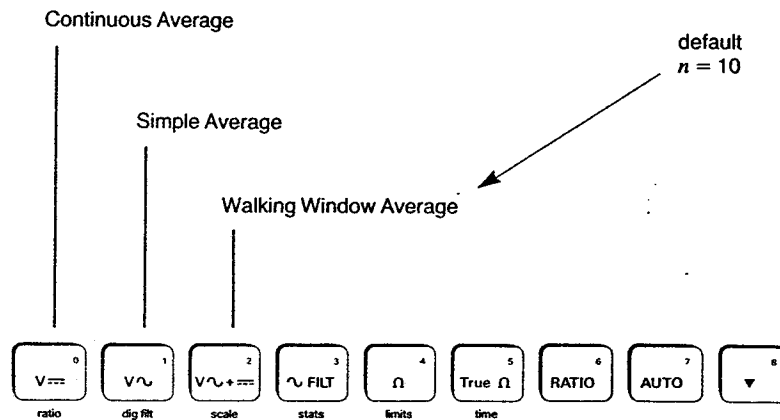 Continuous Average
default
n = 10
Simple Average
Walking Window Average
0 1 2 3 4 5 6 7 8
V⎓ V∿ V∿+⎓ ∿ FILT Ω True Ω RATIO AUTO ▼
ratio dig filt scale stats limits time